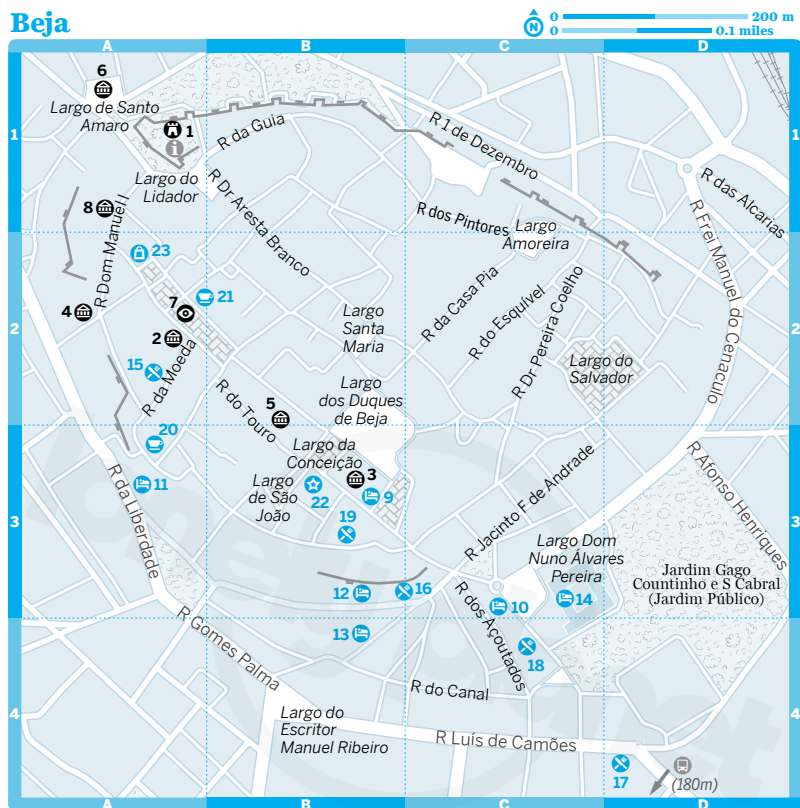 Beja
N
0 200 m
0 0.1 miles
A B C D
6
Largo de Santo
Amaro
1
1
1
R da Guia
R 1 de Dezembro
Largo do
Lidador
R das Alcarias
8
R Dr Aresta Branco
R dos Pintores
Largo
Amoreira
R Frei Manuel do Cenaculo
R Dom Manuel I
23
21
7
4
2
2
2
Largo
Santa
Maria
R da Casa Pia
R do Esquível
R Dr Pereira Coelho
Largo do
Salvador
15
R da Moeda
R do Touro
5
Largo
dos Duques
de Beja
20
Largo da
Conceição
3
11
Largo
de São
João
22
9
R da Liberdade
19
3
3
R Jacinto F de Andrade
R Afonso Henriques
Largo Dom
Nuno Álvares
Pereira
Jardim Gago
Countinho e S Cabral
(Jardim Público)
12
16
R dos Açoutados
10
14
R Gomes Palma
13
18
R do Canal
4
4
Largo do
Escritor
Manuel Ribeiro
R Luís de Camões
17
(180m)
A B C D
lonely planet